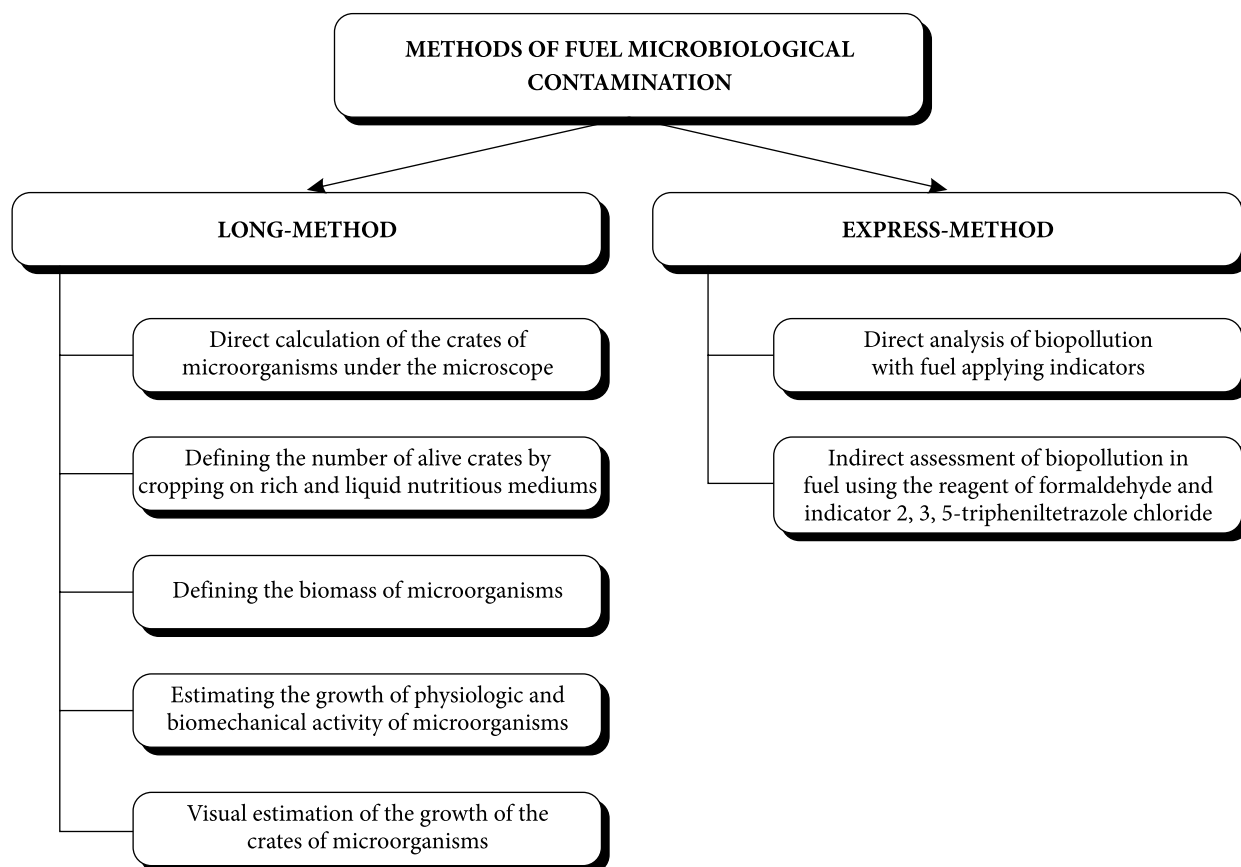 METHODS OF FUEL MICROBIOLOGICAL
CONTAMINATION
LONG-METHOD
Direct calculation of the crates of
microorganisms under the microscope
Defining the number of alive crates by
cropping on rich and liquid nutritious mediums
Defining the biomass of microorganisms
Estimating the growth of physiologic and
biomechanical activity of microorganisms
Visual estimation of the growth of the
crates of microorganisms
EXPRESS-METHOD
Direct analysis of biopollution
with fuel applying indicators
Indirect assessment of biopollution in
fuel using the reagent of formaldehyde and
indicator 2, 3, 5-tripheniltetrazole chloride